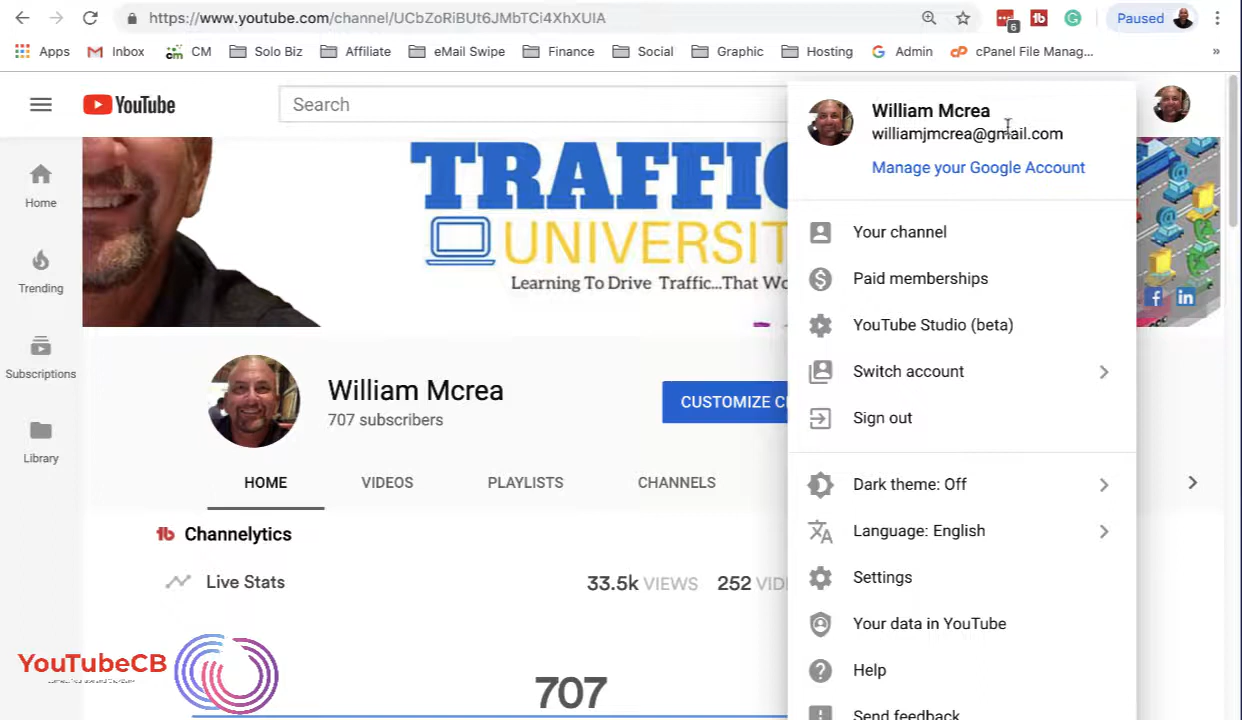 https://www.youtube.com/channel/UCbZoRiBUt6JMbTCi4XhXUIA
6
Paused
Apps
Inbox
CM
Solo Biz
Affiliate
eMail Swipe
Finance
Social
Graphic
Hosting
Admin
cPanel File Manag...
YouTube
Search
Home
Trending
Subscriptions
Library
TRAFFIC
UNIVERSIT
Learning To Drive Traffic...That Wo
William Mcrea
707 subscribers
CUSTOMIZE C
HOME
VIDEOS
PLAYLISTS
CHANNELS
Channelytics
Live Stats
33.5k VIEWS
252 VID
707
YouTubeCB
William Mcrea
williamjmcrea@gmail.com
Manage your Google Account
Your channel
Paid memberships
YouTube Studio (beta)
Switch account
Sign out
Dark theme: Off
Language: English
Settings
Your data in YouTube
Help
Send feedback